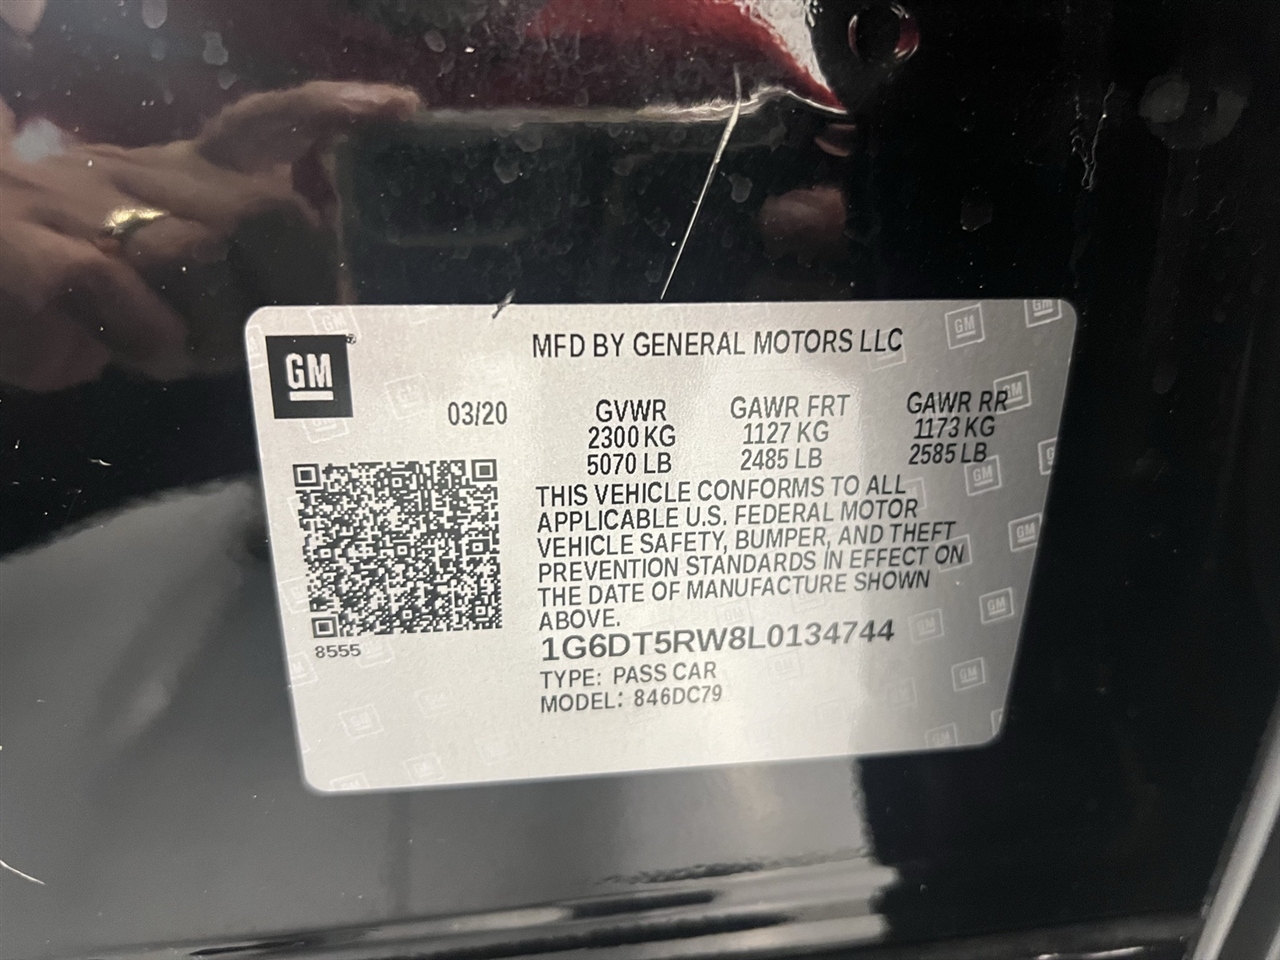 GM
MFD BY GENERAL MOTORS LLC
03/20
GVWR GAWR FRT GAWR RR
2300 KG 1127 KG 1173 KG
5070 LB 2485 LB 2585 LB
THIS VEHICLE CONFORMS TO ALL
APPLICABLE U.S. FEDERAL MOTOR
VEHICLE SAFETY, BUMPER, AND THEFT
PREVENTION STANDARDS IN EFFECT ON
THE DATE OF MANUFACTURE SHOWN
ABOVE.
8555
1G6DT5RW8L0134744
TYPE: PASS CAR
MODEL: 846DC79